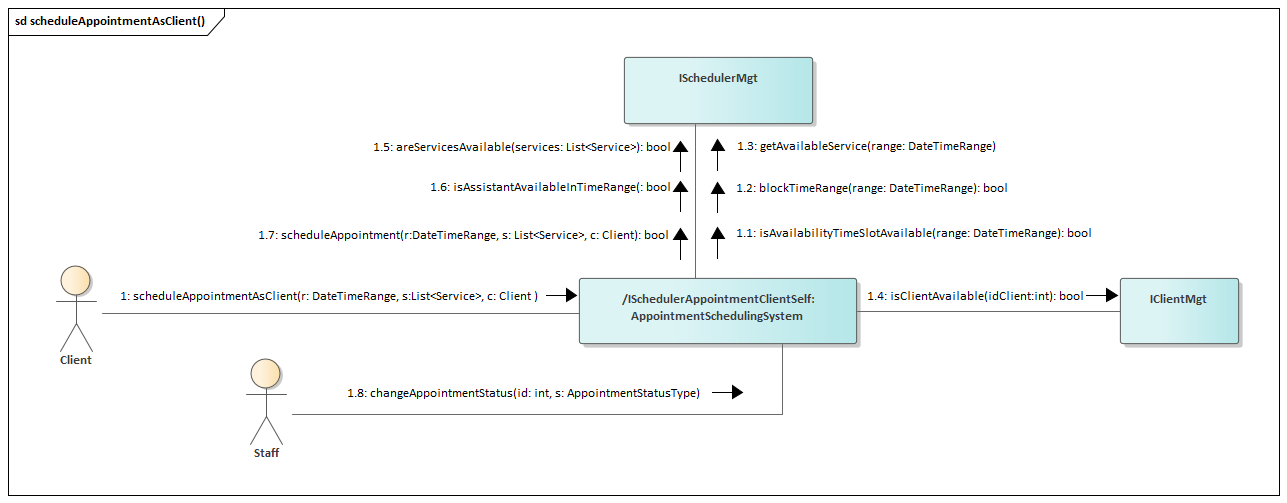 sd scheduleAppointmentAsClient()
ISchedulerMgt
1.5: areServicesAvailable(services: List<Service>): bool
1.3: getAvailableService(range: DateTimeRange)
1.6: isAssistantAvailableInTimeRange(: bool
1.2: blockTimeRange(range: DateTimeRange): bool
1.7: scheduleAppointment(r:DateTimeRange, s: List<Service>, c: Client): bool
1.1: isAvailabilityTimeSlotAvailable(range: DateTimeRange): bool
1: scheduleAppointmentAsClient(r: DateTimeRange, s:List<Service>, c: Client )
/ISchedulerAppointmentClientSelf:
AppointmentSchedulingSystem
1.4: isClientAvailable(idClient:int): bool
IClientMgt
Client
1.8: changeAppointmentStatus(id: int, s: AppointmentStatusType)
Staff